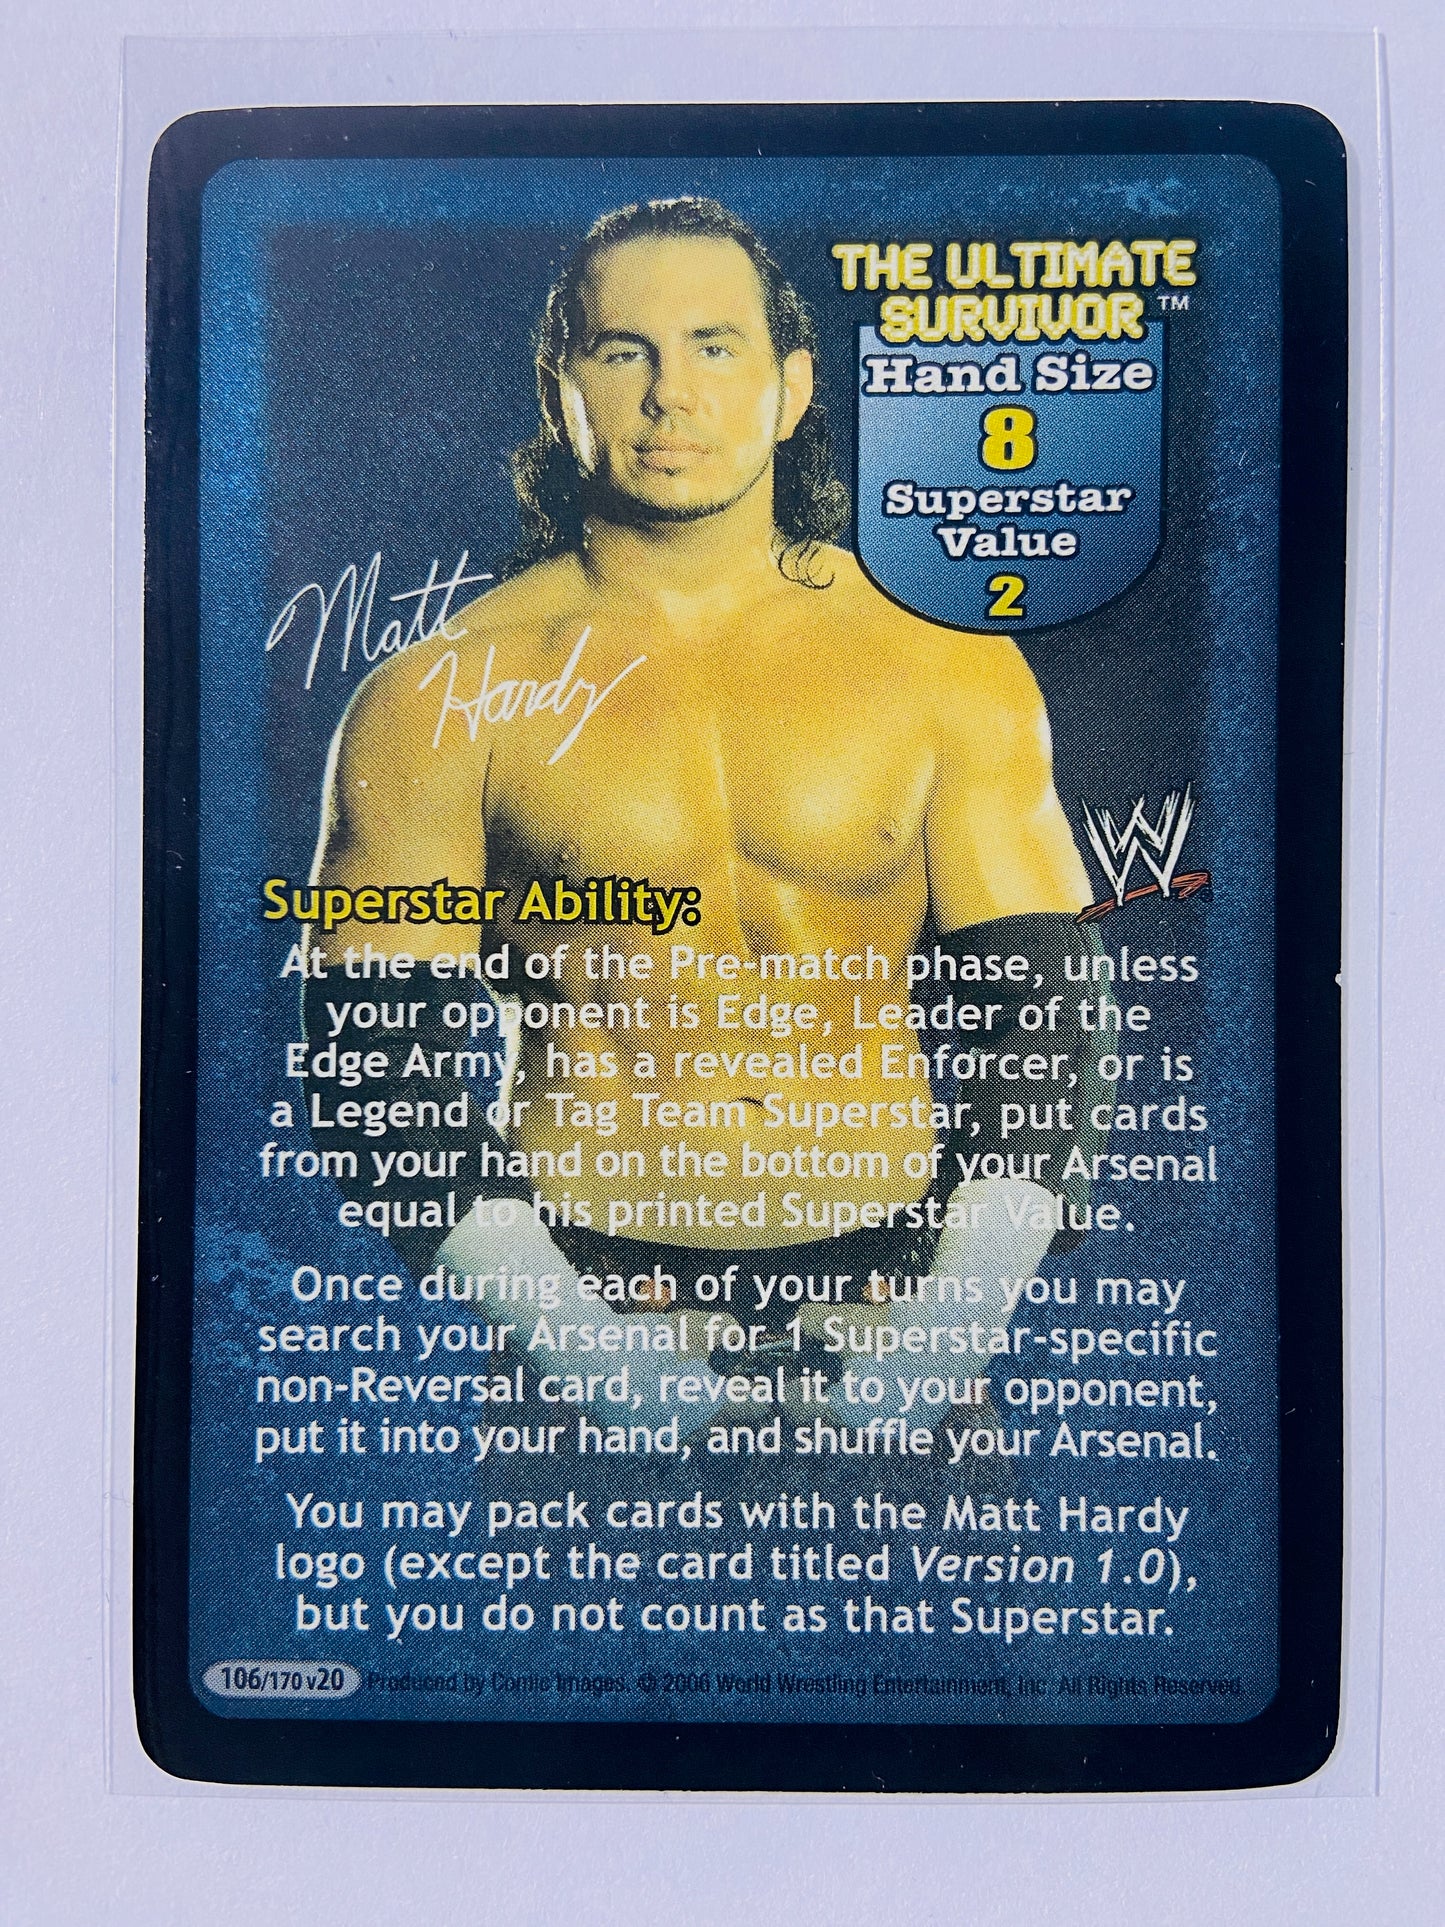 THE ULTIMATE
SURVIVOR™
Hand Size
8
Superstar
Value
2
Matt
Hardy
W
Superstar Ability:
At the end of the Pre-match phase, unless
your opponent is Edge, Leader of the
Edge Army, has a revealed Enforcer, or is
a Legend or Tag Team Superstar, put cards
from your hand on the bottom of your Arsenal
equal to his printed Superstar Value.
Once during each of your turns you may
search your Arsenal for 1 Superstar-specific
non-Reversal card, reveal it to your opponent,
put it into your hand, and shuffle your Arsenal.
You may pack cards with the Matt Hardy
logo (except the card titled Version 1.0),
but you do not count as that Superstar.
106/170 v20 Produced by Comic Images. © 2006 World Wrestling Entertainment, Inc. All Rights Reserved.